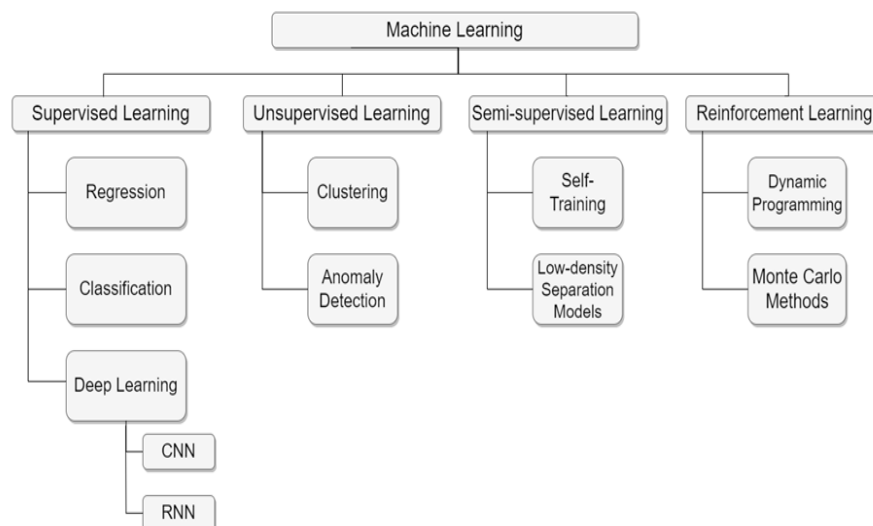 Machine Learning
Supervised Learning
Unsupervised Learning
Semi-supervised Learning
Reinforcement Learning
Regression
Clustering
Self-
Training
Dynamic
Programming
Classification
Anomaly
Detection
Low-density
Separation
Models
Monte Carlo
Methods
Deep Learning
CNN
RNN